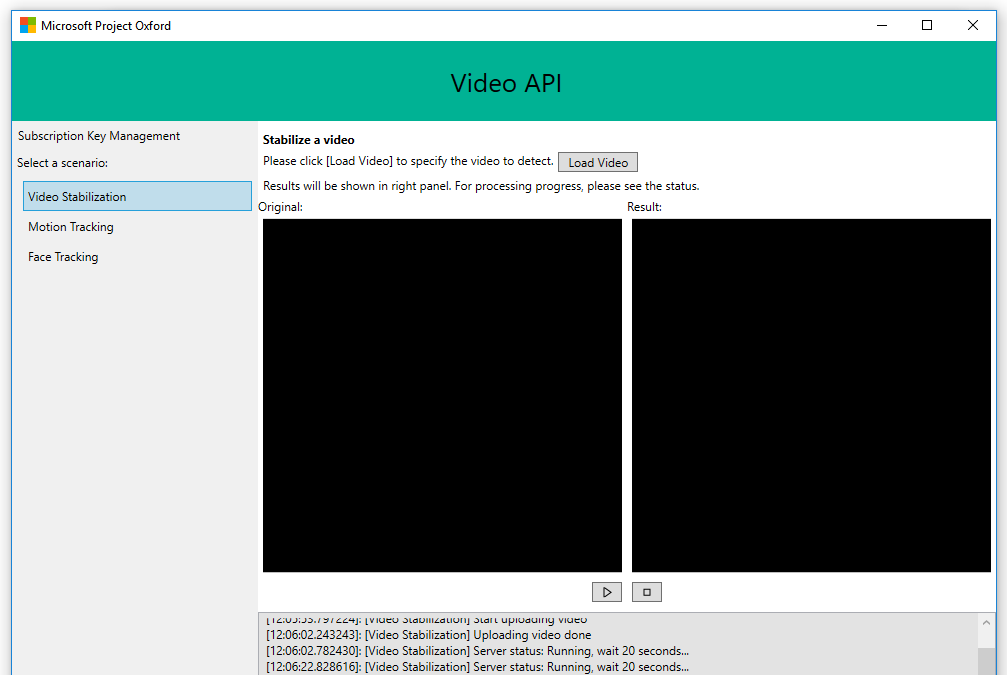 Microsoft Project Oxford
Video API
Subscription Key Management
Select a scenario:
Video Stabilization
Motion Tracking
Face Tracking
Stabilize a video
Please click [Load Video] to specify the video to detect. Load Video
Results will be shown in right panel. For processing progress, please see the status.
Original: Result:
[12:05:53.797224]: [Video Stabilization] Start uploading video
[12:06:02.243243]: [Video Stabilization] Uploading video done
[12:06:02.782430]: [Video Stabilization] Server status: Running, wait 20 seconds...
[12:06:22.828616]: [Video Stabilization] Server status: Running, wait 20 seconds...